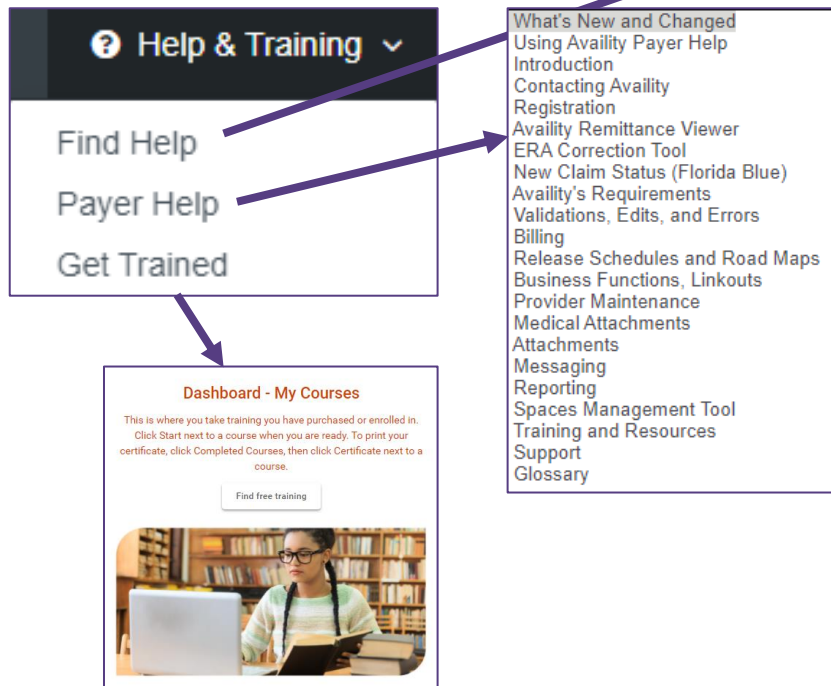 Help & Training
Find Help
Payer Help
Get Trained
What's New and Changed
Using Availity Payer Help
Introduction
Contacting Availity
Registration
Availity Remittance Viewer
ERA Correction Tool
New Claim Status (Florida Blue)
Availity's Requirements
Validations, Edits, and Errors
Billing
Release Schedules and Road Maps
Business Functions, Linkouts
Provider Maintenance
Medical Attachments
Attachments
Messaging
Reporting
Spaces Management Tool
Training and Resources
Support
Glossary
Dashboard - My Courses
This is where you take training you have purchased or enrolled in.
Click Start next to a course when you are ready. To print your
certificate, click Completed Courses, then click Certificate next to a
course.
Find free training